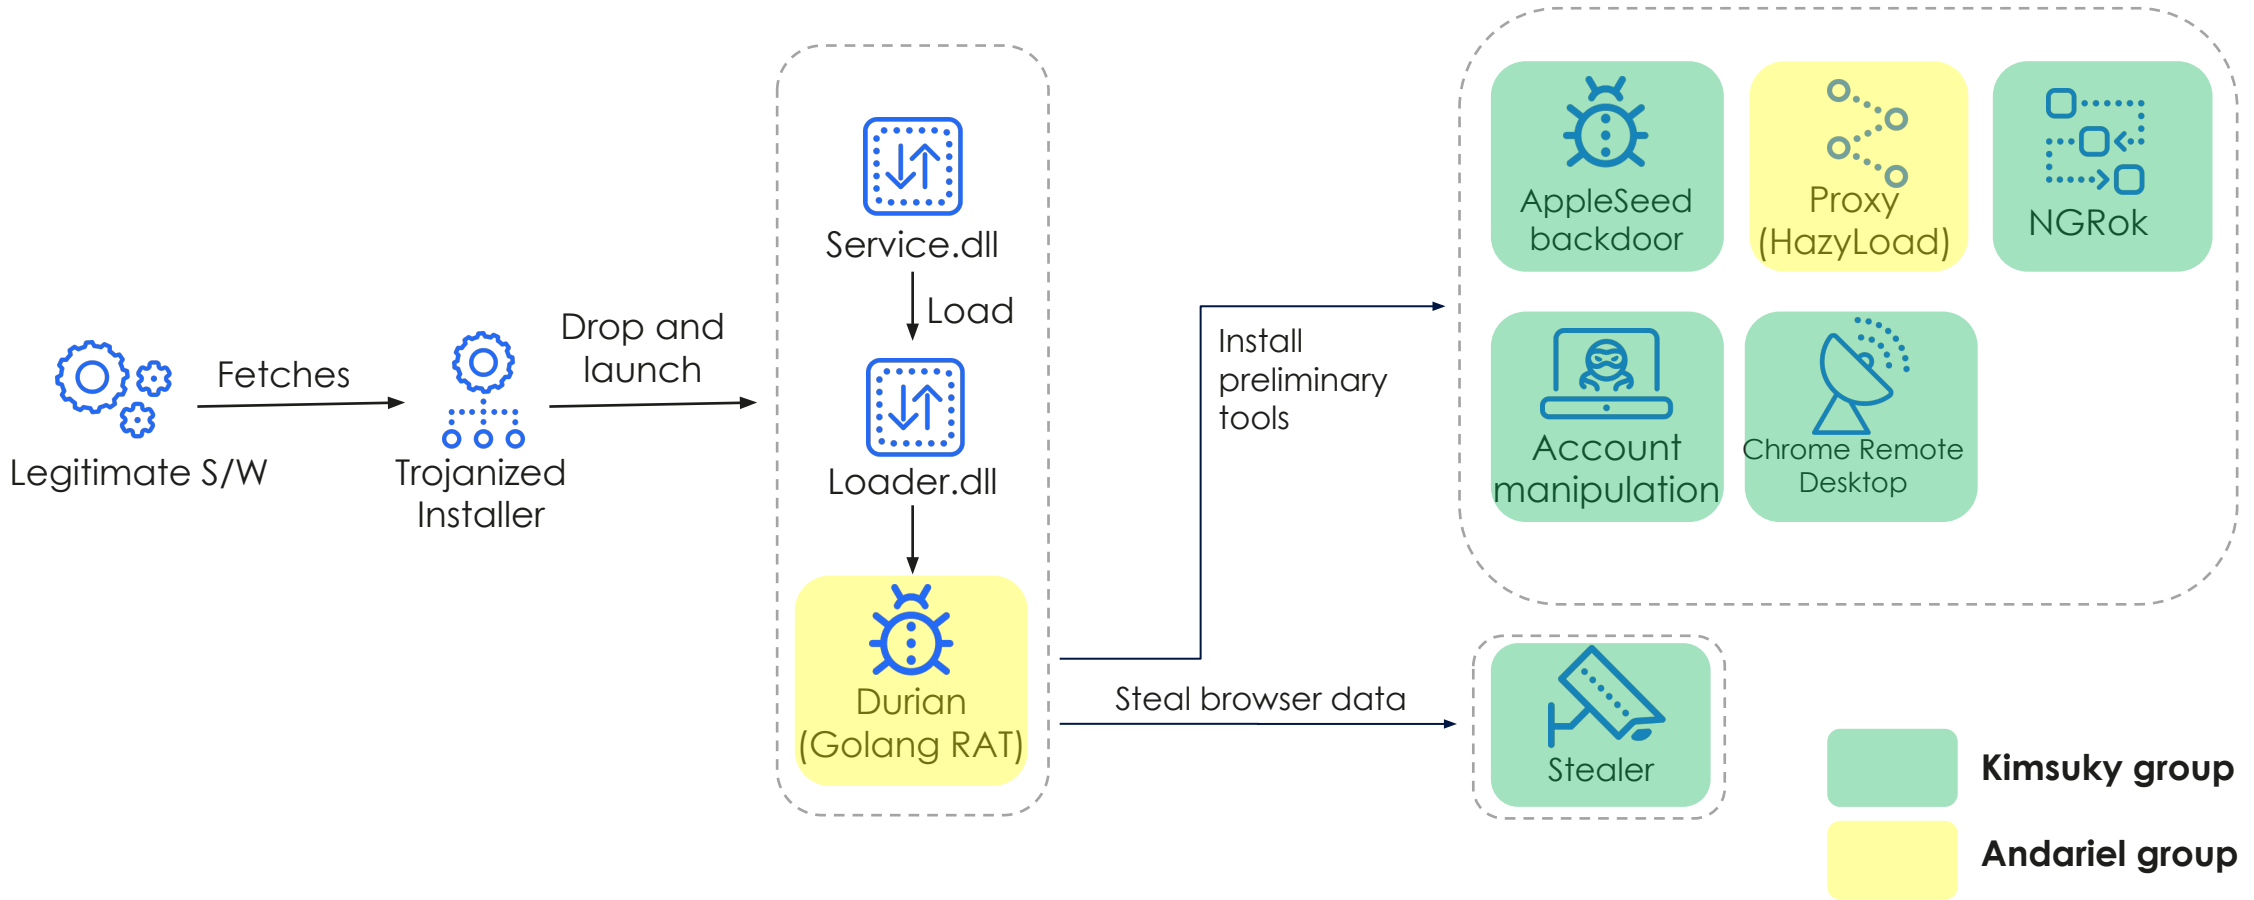 Legitimate S/W
Fetches
Trojanized
Installer
Drop and
launch
Service.dll
Load
Loader.dll
Durian
(Golang RAT)
Install
preliminary
tools
Steal browser data
AppleSeed
backdoor
Proxy
(HazyLoad)
NGRok
Account
manipulation
Chrome Remote
Desktop
Stealer
Kimsuky group
Andariel group